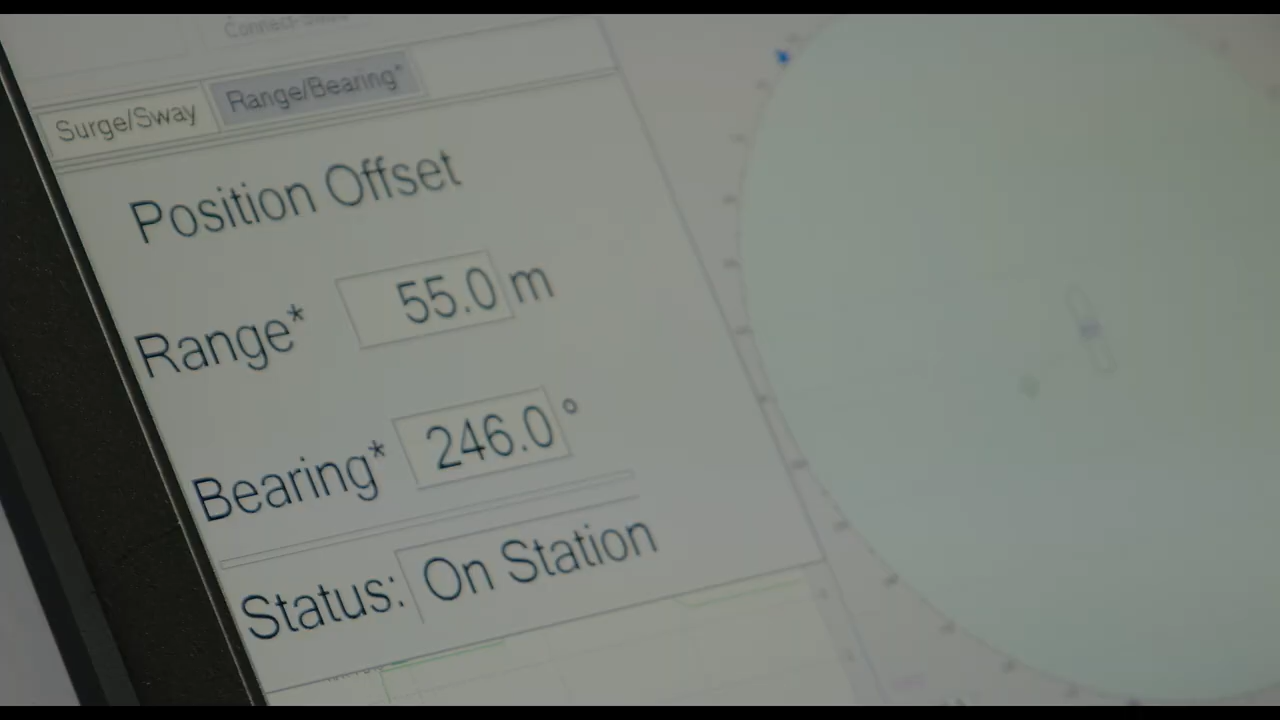 Surge/Sway Range/Bearing*
Position Offset
Range* 55.0 m
Bearing* 246.0 °
Status: On Station